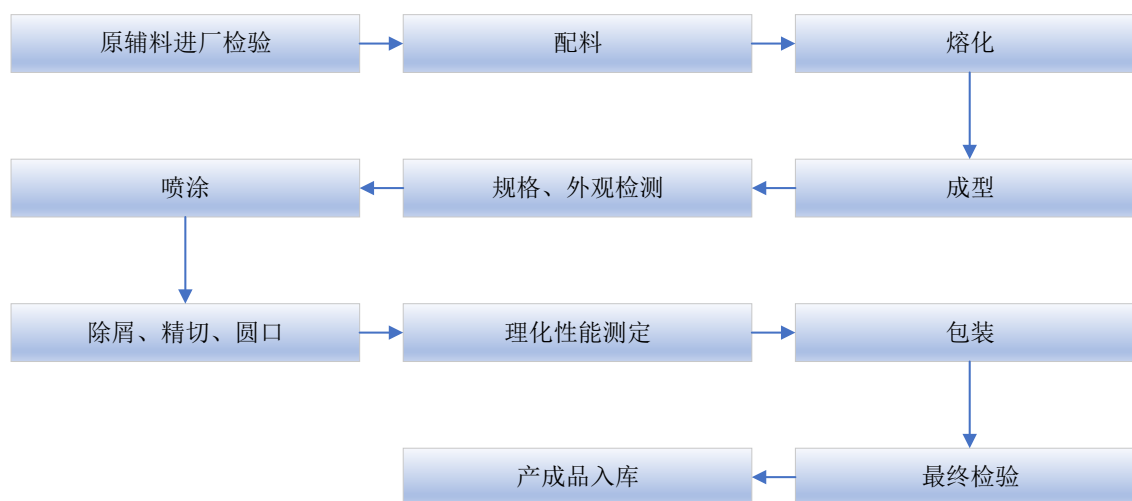 原辅料进厂检验
配料
熔化
成型
规格、外观检测
喷涂
除屑、精切、圆口
理化性能测定
包装
最终检验
产成品入库